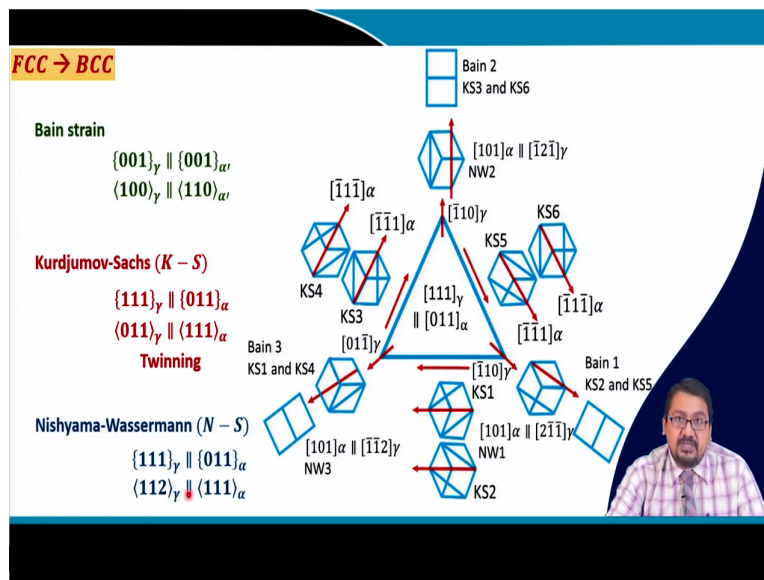 FCC → BCC
Bain strain
{001}γ ∥ {001}α′
⟨100⟩γ ∥ ⟨110⟩α′
Kurdjumov-Sachs (K − S)
{111}γ ∥ {011}α
⟨011⟩γ ∥ ⟨111⟩α
Twinning
Nishyama-Wassermann (N − S)
{111}γ ∥ {011}α
⟨112⟩γ ∥ ⟨111⟩α
Bain 2
KS3 and KS6
[101]α ∥ [1̄21̄]γ
NW2
[1̄10]γ
[1̄11̄]α
[1̄1̄1]α
KS4
KS3
KS5
KS6
[1̄11̄]α
[1̄1̄1]α
[111]γ
∥ [011]α
[011̄]γ
Bain 3
KS1 and KS4
[1̄10]γ
KS1
Bain 1
KS2 and KS5
[101]α ∥ [1̄1̄2]γ
NW3
[101]α ∥ [21̄1̄]γ
NW1
KS2